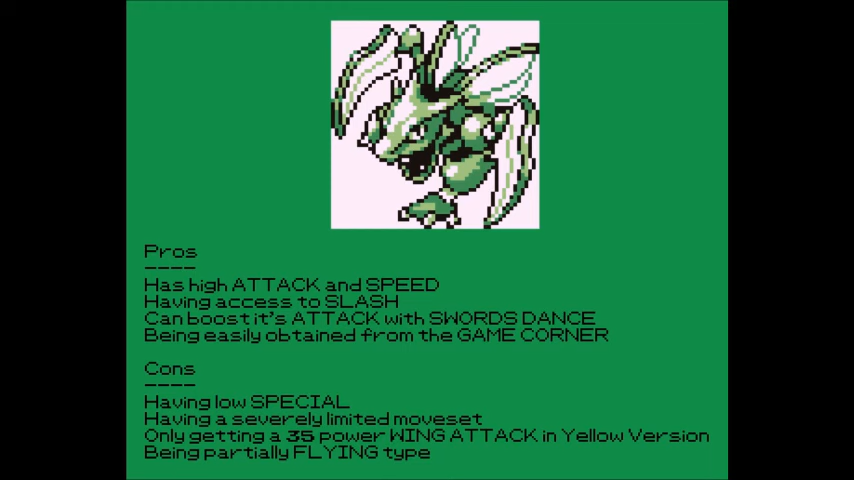 Pros
----
Has high ATTACK and SPEED
Having access to SLASH
Can boost it's ATTACK with SWORDS DANCE
Being easily obtained from the GAME CORNER
Cons
----
Having low SPECIAL
Having a severely limited moveset
Only getting a 35 power WING ATTACK in Yellow Version
Being partially FLYING type